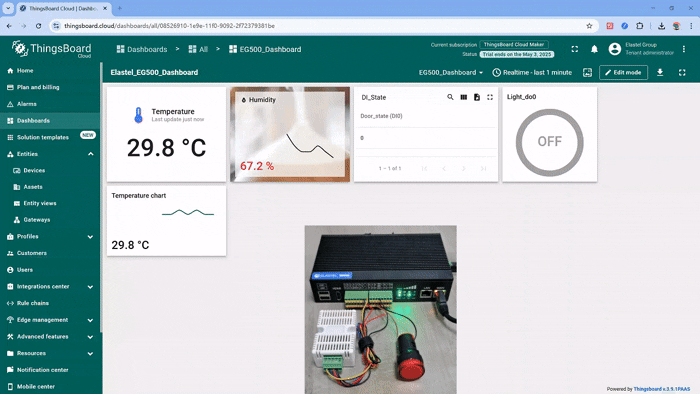 Dashboards | ThingsBoard Cloud
thingsboard.cloud/dashboards/all/08526910-1e9e-11f0-9092-2f72379381be
ThingsBoard
Cloud
Dashboards > All > EG500_Dashboard
Current subscription ThingsBoard Cloud Maker
Status Trial ends on the May 3, 2025
Elastel Group
Tenant administrator
Home
Plan and billing
Alarms
Dashboards
Solution templates NEW
Entities
Devices
Assets
Entity views
Gateways
Profiles
Customers
Users
Integrations center
Rule chains
Edge management
Advanced features
Resources
Notification center
Mobile center
Elastel_EG500_Dashboard
EG500_Dashboard
Realtime - last 1 minute
Edit mode
Temperature
Last update just now
29.8 °C
Humidity
67.2 %
DI_State
Door_state (DI0)
0
1 – 1 of 1
Light_do0
OFF
Temperature chart
29.8 °C
Powered by Thingsboard v.3.9.1PAAS